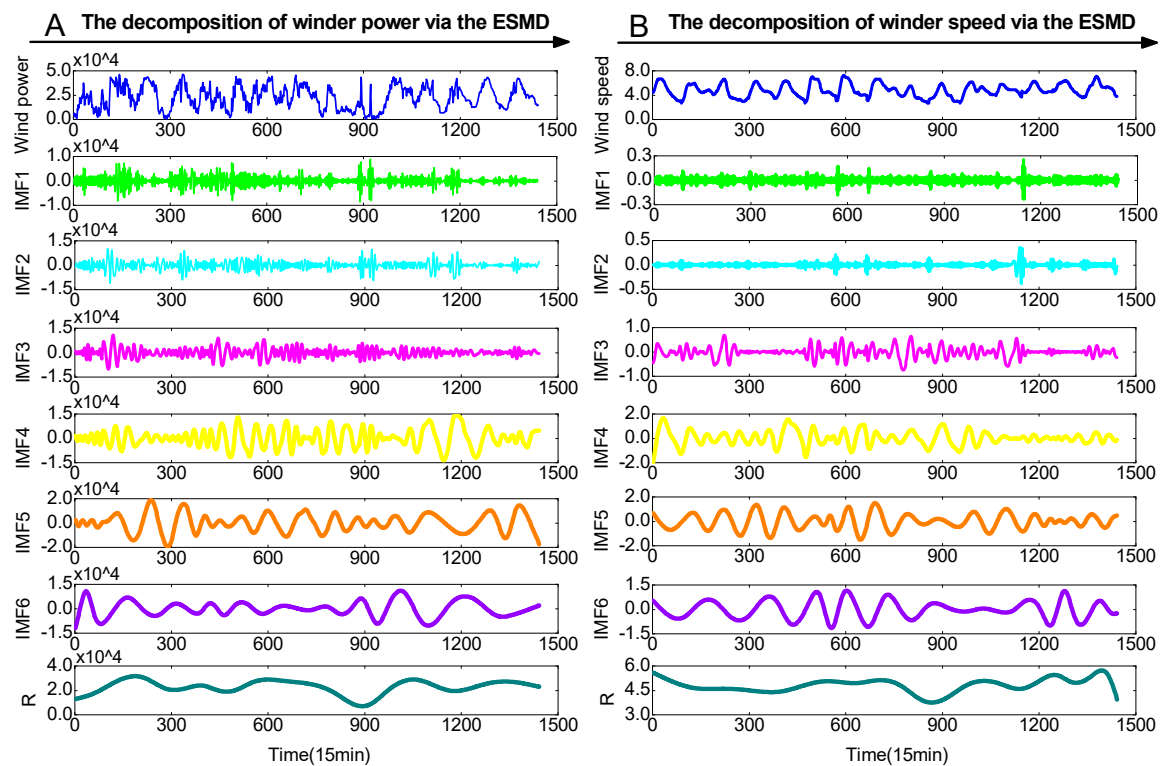 A The decomposition of winder power via the ESMD
x10^4
Wind power
5.0
2.5
0.0
0 300 600 900 1200 1500
x10^4
IMF1
1.0
0.0
-1.0
0 300 600 900 1200 1500
x10^4
IMF2
1.5
0.0
-1.5
0 300 600 900 1200 1500
x10^4
IMF3
1.5
0.0
-1.5
0 300 600 900 1200 1500
x10^4
IMF4
1.5
0.0
-1.5
0 300 600 900 1200 1500
x10^4
IMF5
2.0
0.0
-2.0
0 300 600 900 1200 1500
x10^4
IMF6
1.5
0.0
-1.5
0 300 600 900 1200 1500
x10^4
R
4.0
2.0
0.0
0 300 600 900 1200 1500
Time(15min)
B The decomposition of winder speed via the ESMD
Wind speed
8.0
4.0
0.0
0 300 600 900 1200 1500
IMF1
0.3
0.0
-0.3
0 300 600 900 1200 1500
IMF2
0.5
0.0
-0.5
0 300 600 900 1200 1500
IMF3
1.0
0.0
-1.0
0 300 600 900 1200 1500
IMF4
2.0
0.0
-2.0
0 300 600 900 1200 1500
IMF5
2.0
0.0
-2.0
0 300 600 900 1200 1500
IMF6
1.5
0.0
-1.5
0 300 600 900 1200 1500
R
6.0
4.5
3.0
0 300 600 900 1200 1500
Time(15min)